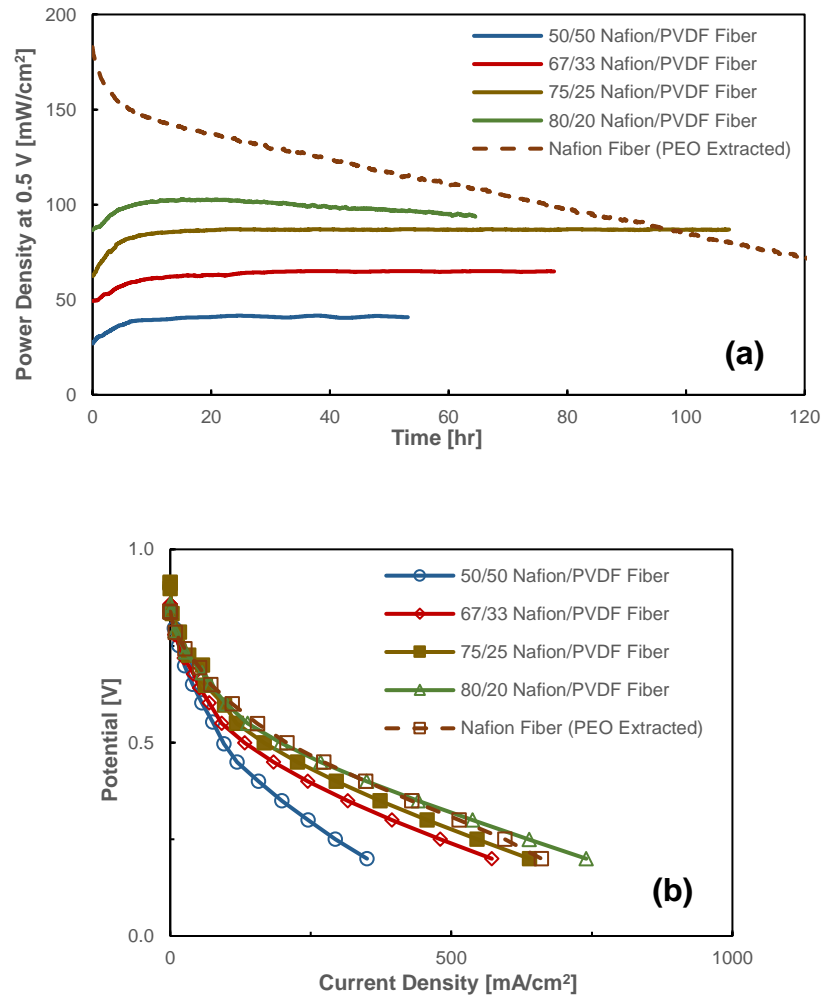 200
150
100
50
0
Power Density at 0.5 V [mW/cm²]
50/50 Nafion/PVDF Fiber
67/33 Nafion/PVDF Fiber
75/25 Nafion/PVDF Fiber
80/20 Nafion/PVDF Fiber
Nafion Fiber (PEO Extracted)
(a)
0 20 40 60 80 100 120
Time [hr]
1.0
0.5
0.0
Potential [V]
50/50 Nafion/PVDF Fiber
67/33 Nafion/PVDF Fiber
75/25 Nafion/PVDF Fiber
80/20 Nafion/PVDF Fiber
Nafion Fiber (PEO Extracted)
(b)
0 500 1000
Current Density [mA/cm²]